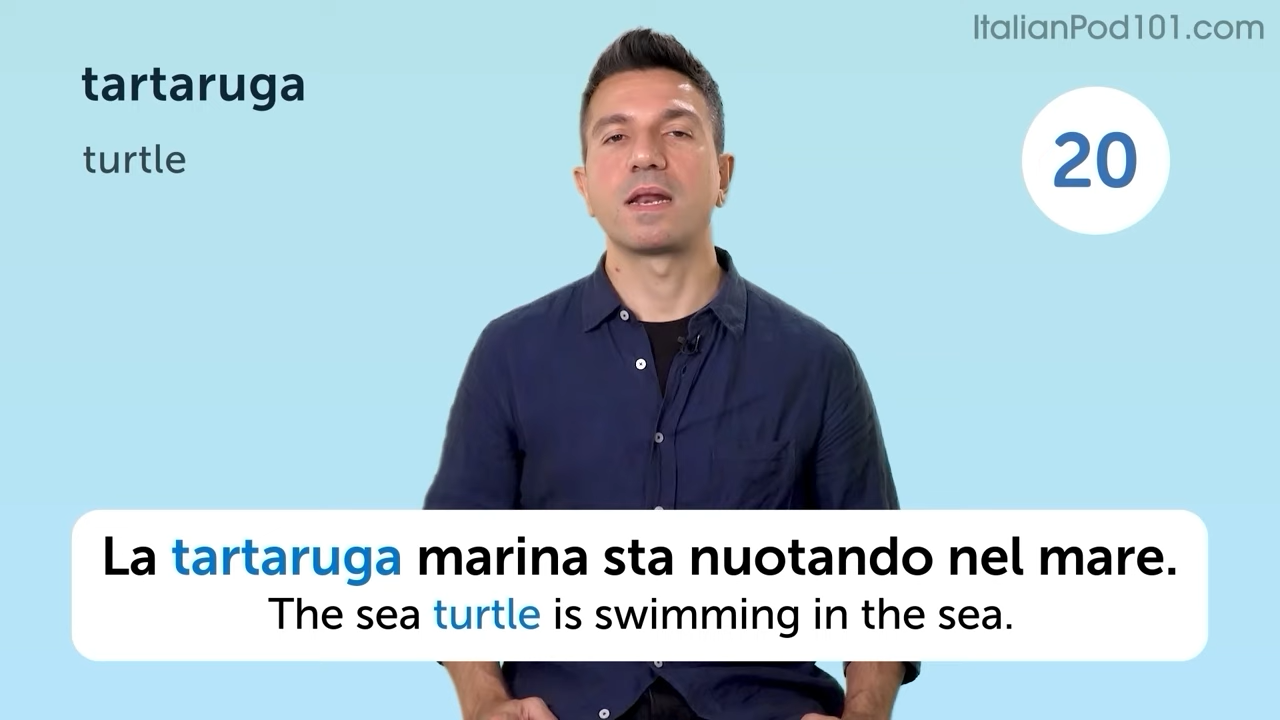 ItalianPod101.com
tartaruga
turtle
20
La tartaruga marina sta nuotando nel mare.
The sea turtle is swimming in the sea.